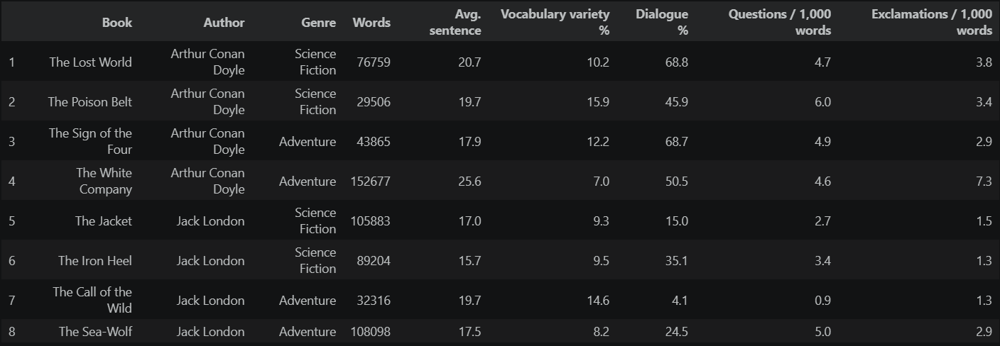 Book Author Genre Words Avg. sentence Vocabulary variety % Dialogue % Questions / 1,000 words Exclamations / 1,000 words
1 The Lost World Arthur Conan Doyle Science Fiction 76759 20.7 10.2 68.8 4.7 3.8
2 The Poison Belt Arthur Conan Doyle Science Fiction 29506 19.7 15.9 45.9 6.0 3.4
3 The Sign of the Four Arthur Conan Doyle Adventure 43865 17.9 12.2 68.7 4.9 2.9
4 The White Company Arthur Conan Doyle Adventure 152677 25.6 7.0 50.5 4.6 7.3
5 The Jacket Jack London Science Fiction 105883 17.0 9.3 15.0 2.7 1.5
6 The Iron Heel Jack London Science Fiction 89204 15.7 9.5 35.1 3.4 1.3
7 The Call of the Wild Jack London Adventure 32316 19.7 14.6 4.1 0.9 1.3
8 The Sea-Wolf Jack London Adventure 108098 17.5 8.2 24.5 5.0 2.9